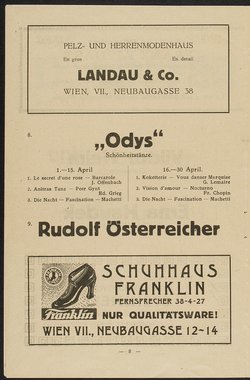 PELZ- UND HERRENMODENHAUS
En gros En detail
LANDAU & Co.
WIEN, VII., NEUBAUGASSE 38
8.
„Odys“
Schönheitstänze.
1.—15. April
1. Le secret d'une rose — Barcarole
J. Offenbach
2. Anitras Tanz — Peer Gynt
Ed. Grieg
3. Die Nacht — Fascination — Machetti
16.—30. April.
1. Koketterie — Vous danser Marquise
G. Lemaire
2. Vision d'amour — Nocturno
Fr. Chopin
3. Die Nacht — Fascination — Machetti
9.
Rudolf Österreicher
Franklin
SCHUHHAUS
FRANKLIN
FERNSPRECHER 38-4-27
NUR QUALITÄTSWARE!
WIEN VII., NEUBAUGASSE 12-14